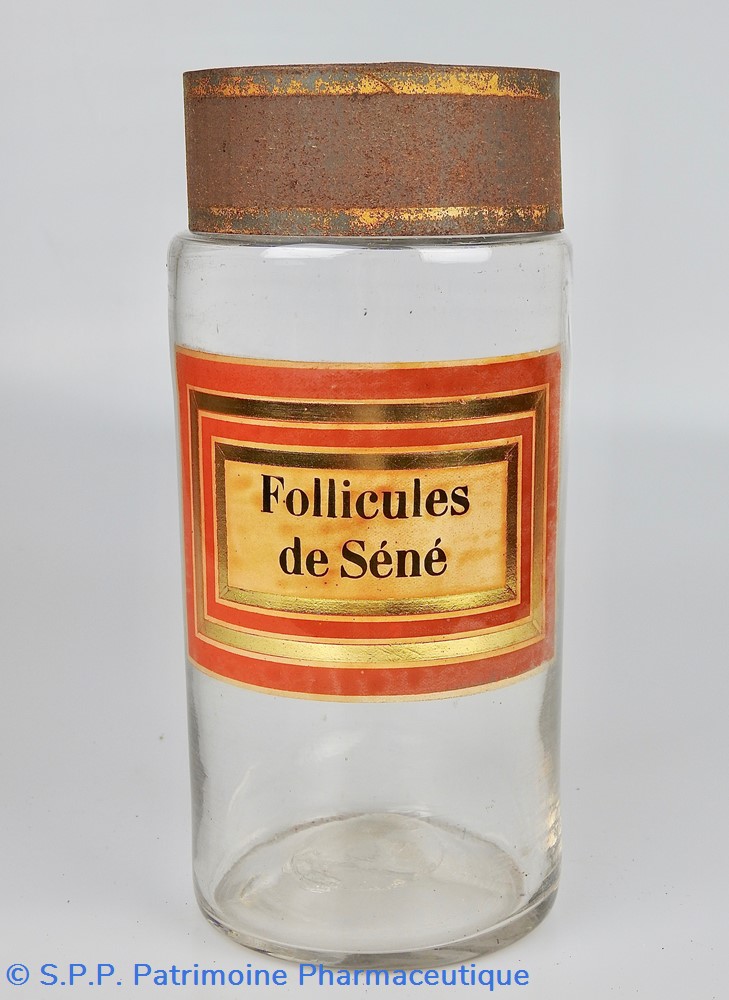 Follicules
de Séné
© S.P.P. Patrimoine Pharmaceutique